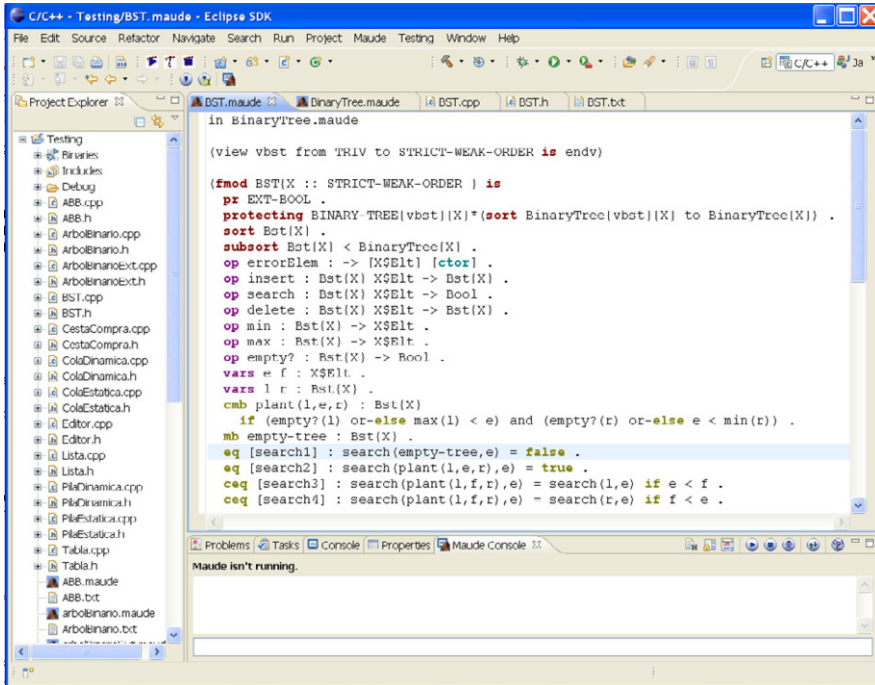 C/C++ - Testing/BST.maude - Eclipse SDK
File Edit Source Refactor Navigate Search Run Project Maude Testing Window Help
C/C++ Ja
Project Explorer
BST.maude BinaryTree.maude BST.cpp BST.h BST.txt
Testing
Binaries
Includes
Debug
ABB.cpp
ABB.h
ArbolBinario.cpp
ArbolBinario.h
ArbolBinarioExt.cpp
ArbolBinarioExt.h
BST.cpp
BST.h
CestaCompra.cpp
CestaCompra.h
ColaDinamica.cpp
ColaDinamica.h
ColaEstatica.cpp
ColaEstatica.h
Editor.cpp
Editor.h
Lista.cpp
Lista.h
PilaDinamica.cpp
PilaDinamica.h
PilaEstatica.cpp
PilaEstatica.h
Tabla.cpp
Tabla.h
ABB.maude
ABB.txt
arbolBinario.maude
ArbolBinario.txt
in BinaryTree.maude
(view vbst from TRIV to STRICT-WEAK-ORDER is endv)
(fmod BST{X :: STRICT-WEAK-ORDER } is
pr EXT-BOOL .
protecting BINARY-TREE{vbst}{X}*(sort BinaryTree{vbst}{X} to BinaryTree{X}) .
sort Bst{X} .
subsort Bst{X} < BinaryTree{X} .
op errorElem : -> [X$Elt] [ctor] .
op insert : Bst{X} X$Elt -> Bst{X} .
op search : Bst{X} X$Elt -> Bool .
op delete : Bst{X} X$Elt -> Bst{X} .
op min : Bst{X} -> X$Elt .
op max : Bst{X} -> X$Elt .
op empty? : Bst{X} -> Bool .
vars e f : X$Elt .
vars l r : Bst{X} .
cmb plant(l,e,r) : Bst{X}
if (empty?(l) or-else max(l) < e) and (empty?(r) or-else e < min(r)) .
mb empty-tree : Bst{X} .
eq [search1] : search(empty-tree,e) = false .
eq [search2] : search(plant(l,e,r),e) = true .
ceq [search3] : search(plant(l,f,r),e) = search(l,e) if e < f .
ceq [search4] : search(plant(l,f,r),e) = search(r,e) if f < e .
Problems Tasks Console Properties Maude Console
Maude isn't running.